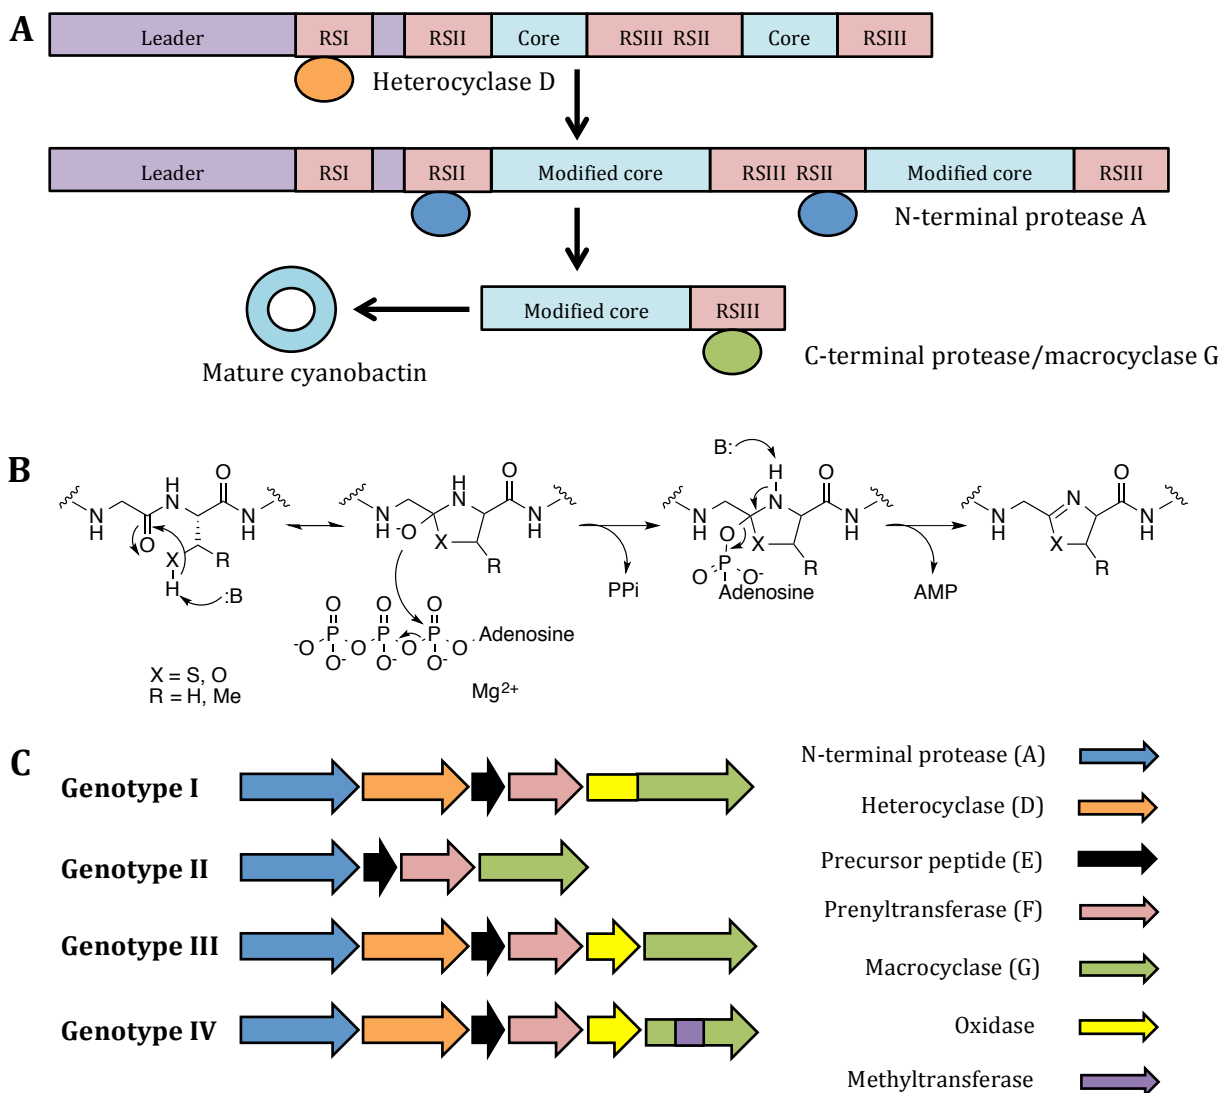 A
Leader RSI RSII Core RSIII RSII Core RSIII
Heterocyclase D
Leader RSI RSII Modified core RSIII RSII Modified core RSIII
N-terminal protease A
Modified core RSIII
C-terminal protease/macrocyclase G
Mature cyanobactin
B
B:
H
O H N O
H N O
N O
O N
N H O N H
N H -O N H
N H O N H
N H N H
X R
X
X
X
H :B
R
P R
R
O O- PPi Adenosine AMP
O O O
P P P Adenosine
-O O O O
O- O- O-
X = S, O
R = H, Me
Mg2+
C
Genotype I
Genotype II
Genotype III
Genotype IV
N-terminal protease (A)
Heterocyclase (D)
Precursor peptide (E)
Prenyltransferase (F)
Macrocyclase (G)
Oxidase
Methyltransferase